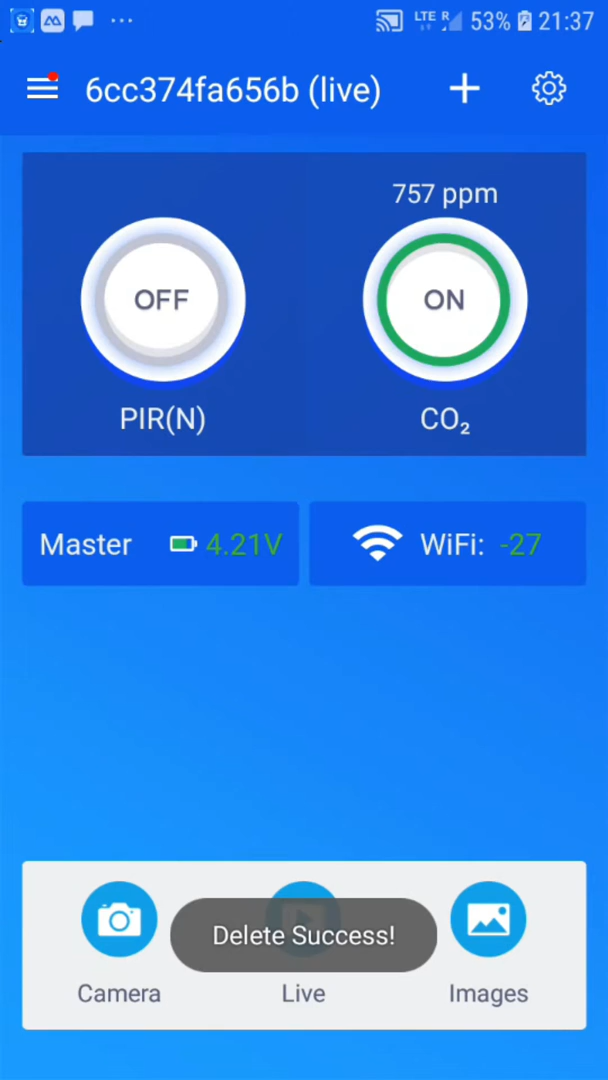 LTE R 53% 21:37
6cc374fa656b (live)
757 ppm
OFF
ON
PIR(N)
CO₂
Master 4.21V
WiFi: -27
Delete Success!
Camera
Live
Images